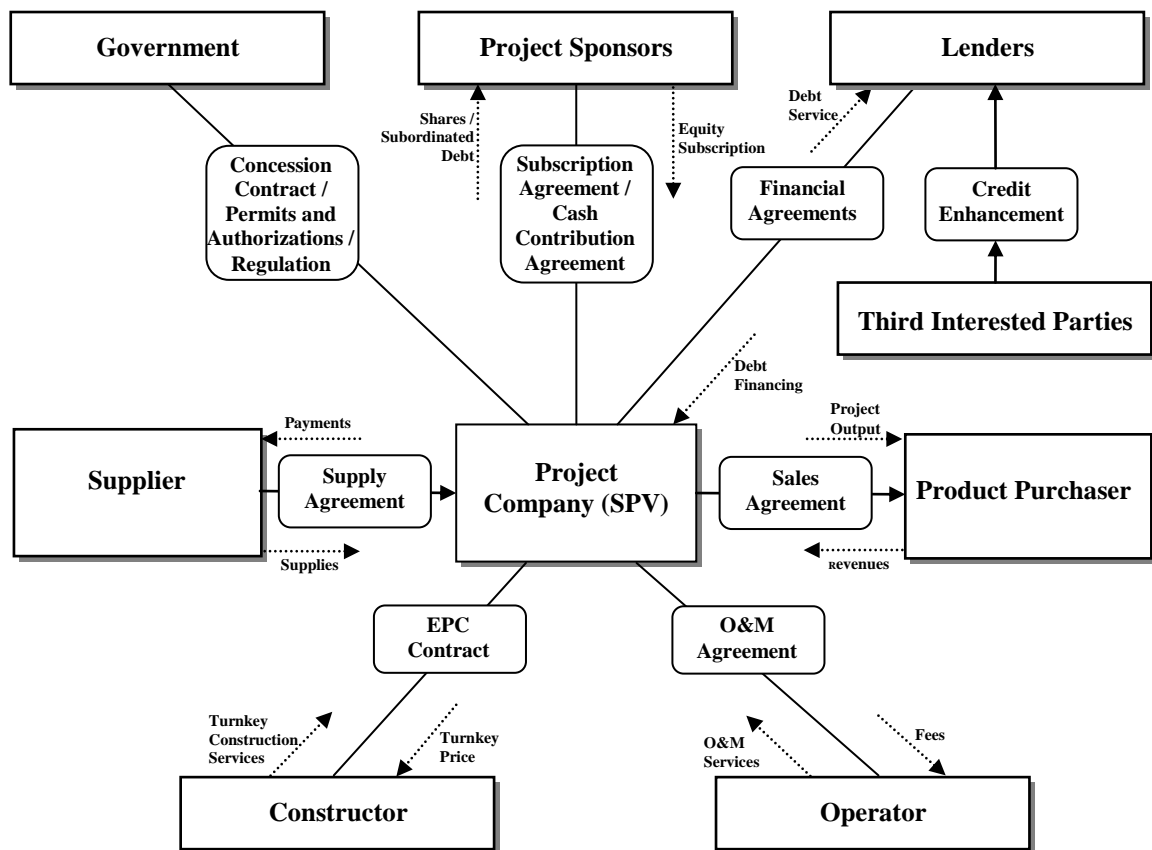 Government
Project Sponsors
Lenders
Shares /
Subordinated
Debt
Equity
Subscription
Debt
Service
Concession
Contract /
Permits and
Authorizations /
Regulation
Subscription
Agreement /
Cash
Contribution
Agreement
Financial
Agreements
Credit
Enhancement
Third Interested Parties
Debt
Financing
Payments
Project
Output
Supplier
Supply
Agreement
Project
Company (SPV)
Sales
Agreement
Product Purchaser
Supplies
Revenues
EPC
Contract
O&M
Agreement
Turnkey
Construction
Services
Turnkey
Price
O&M
Services
Fees
Constructor
Operator